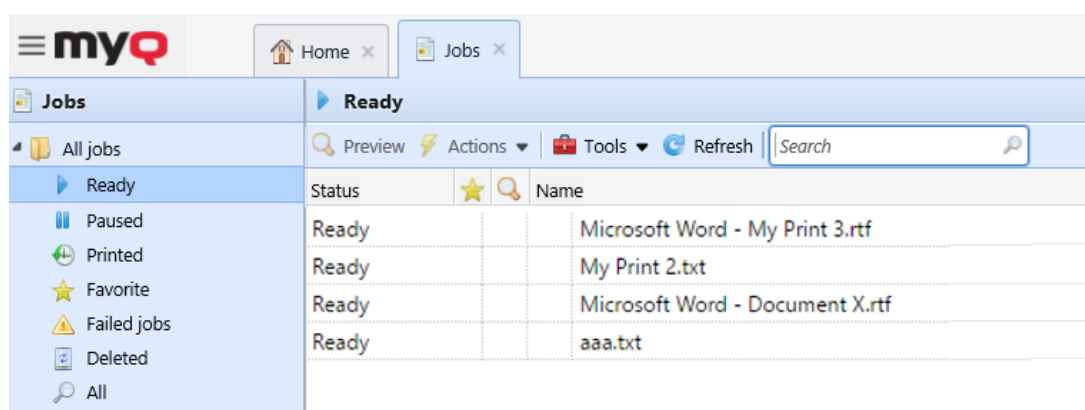 myQ
Home
Jobs
Jobs
Ready
All jobs
Preview Actions Tools Refresh Search
Ready
Status Name
Paused
Ready Microsoft Word - My Print 3.rtf
Printed
Ready My Print 2.txt
Favorite
Ready Microsoft Word - Document X.rtf
Failed jobs
Ready aaa.txt
Deleted
All